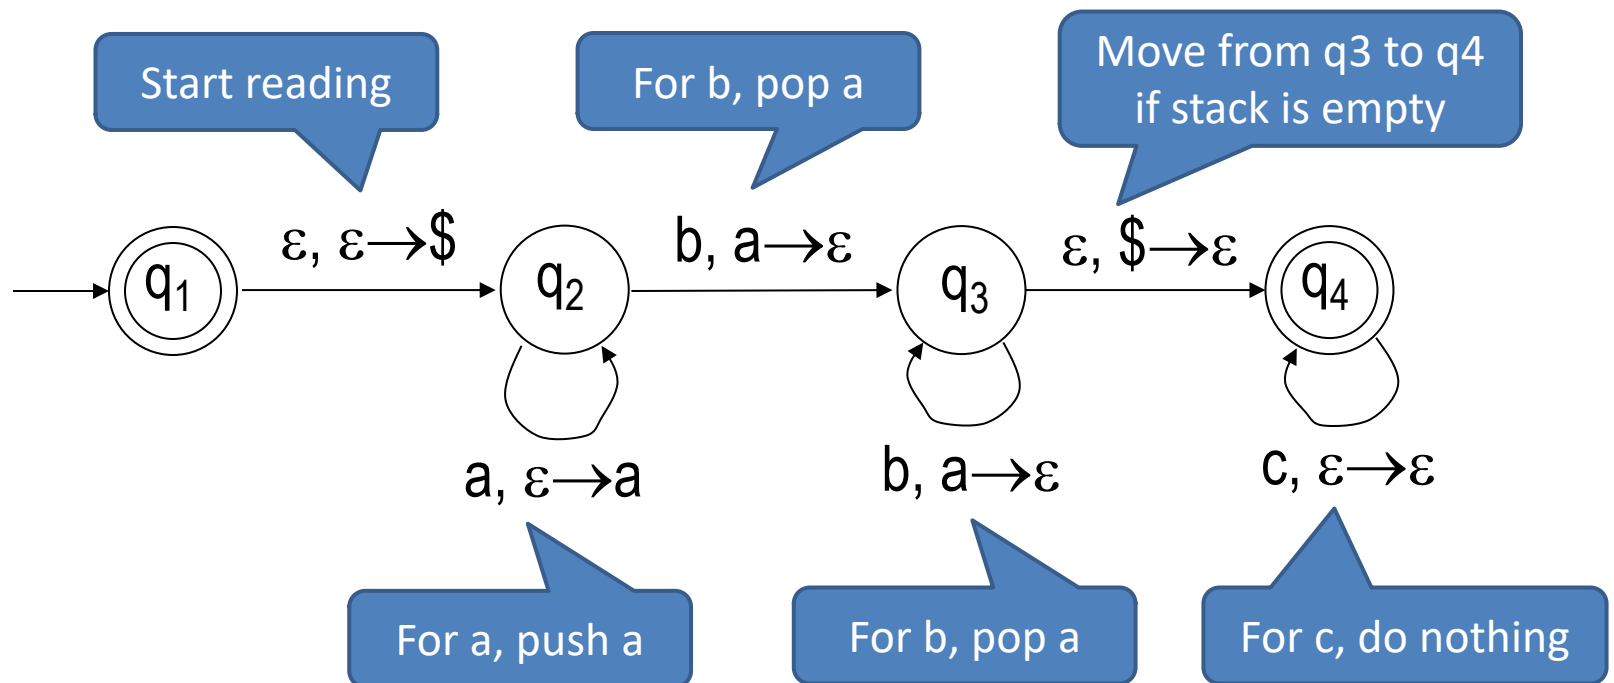 Start reading
For b, pop a
Move from q3 to q4
if stack is empty
ε, ε→$
b, a→ε
ε, $→ε
q₁
q₂
q₃
q₄
a, ε→a
b, a→ε
c, ε→ε
For a, push a
For b, pop a
For c, do nothing